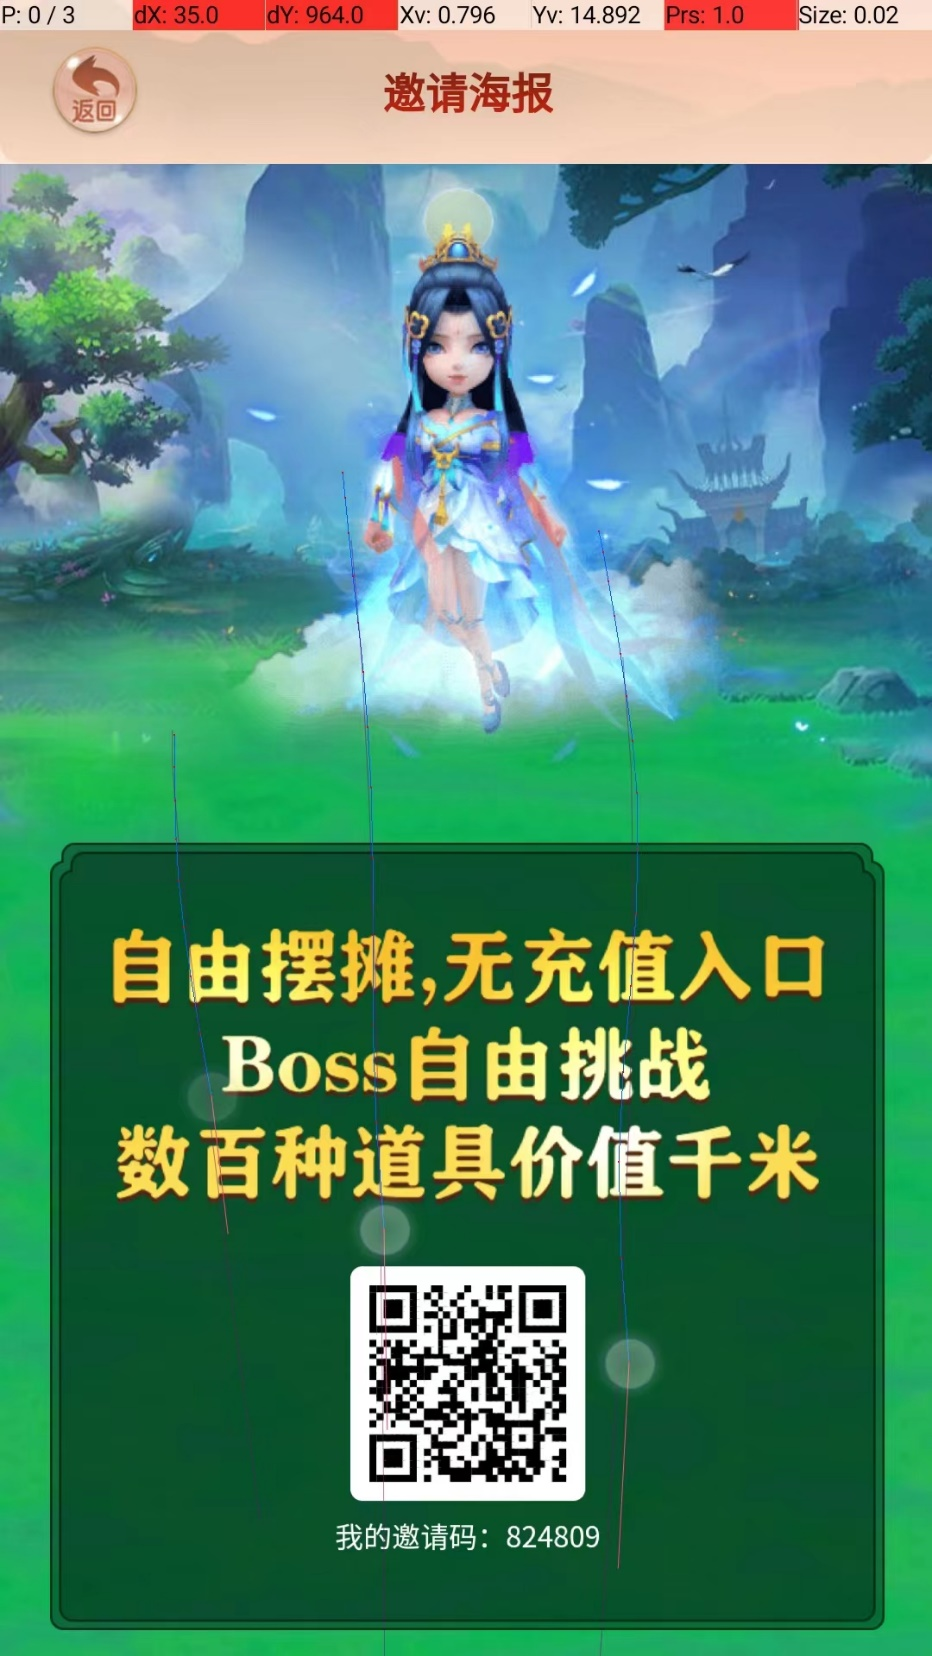 P: 0 / 3 dX: 35.0 dY: 964.0 Xv: 0.796 Yv: 14.892 Prs: 1.0 Size: 0.02
返回
邀请海报
自由摆摊,无充值入口
Boss自由挑战
数百种道具价值千米
我的邀请码：824809